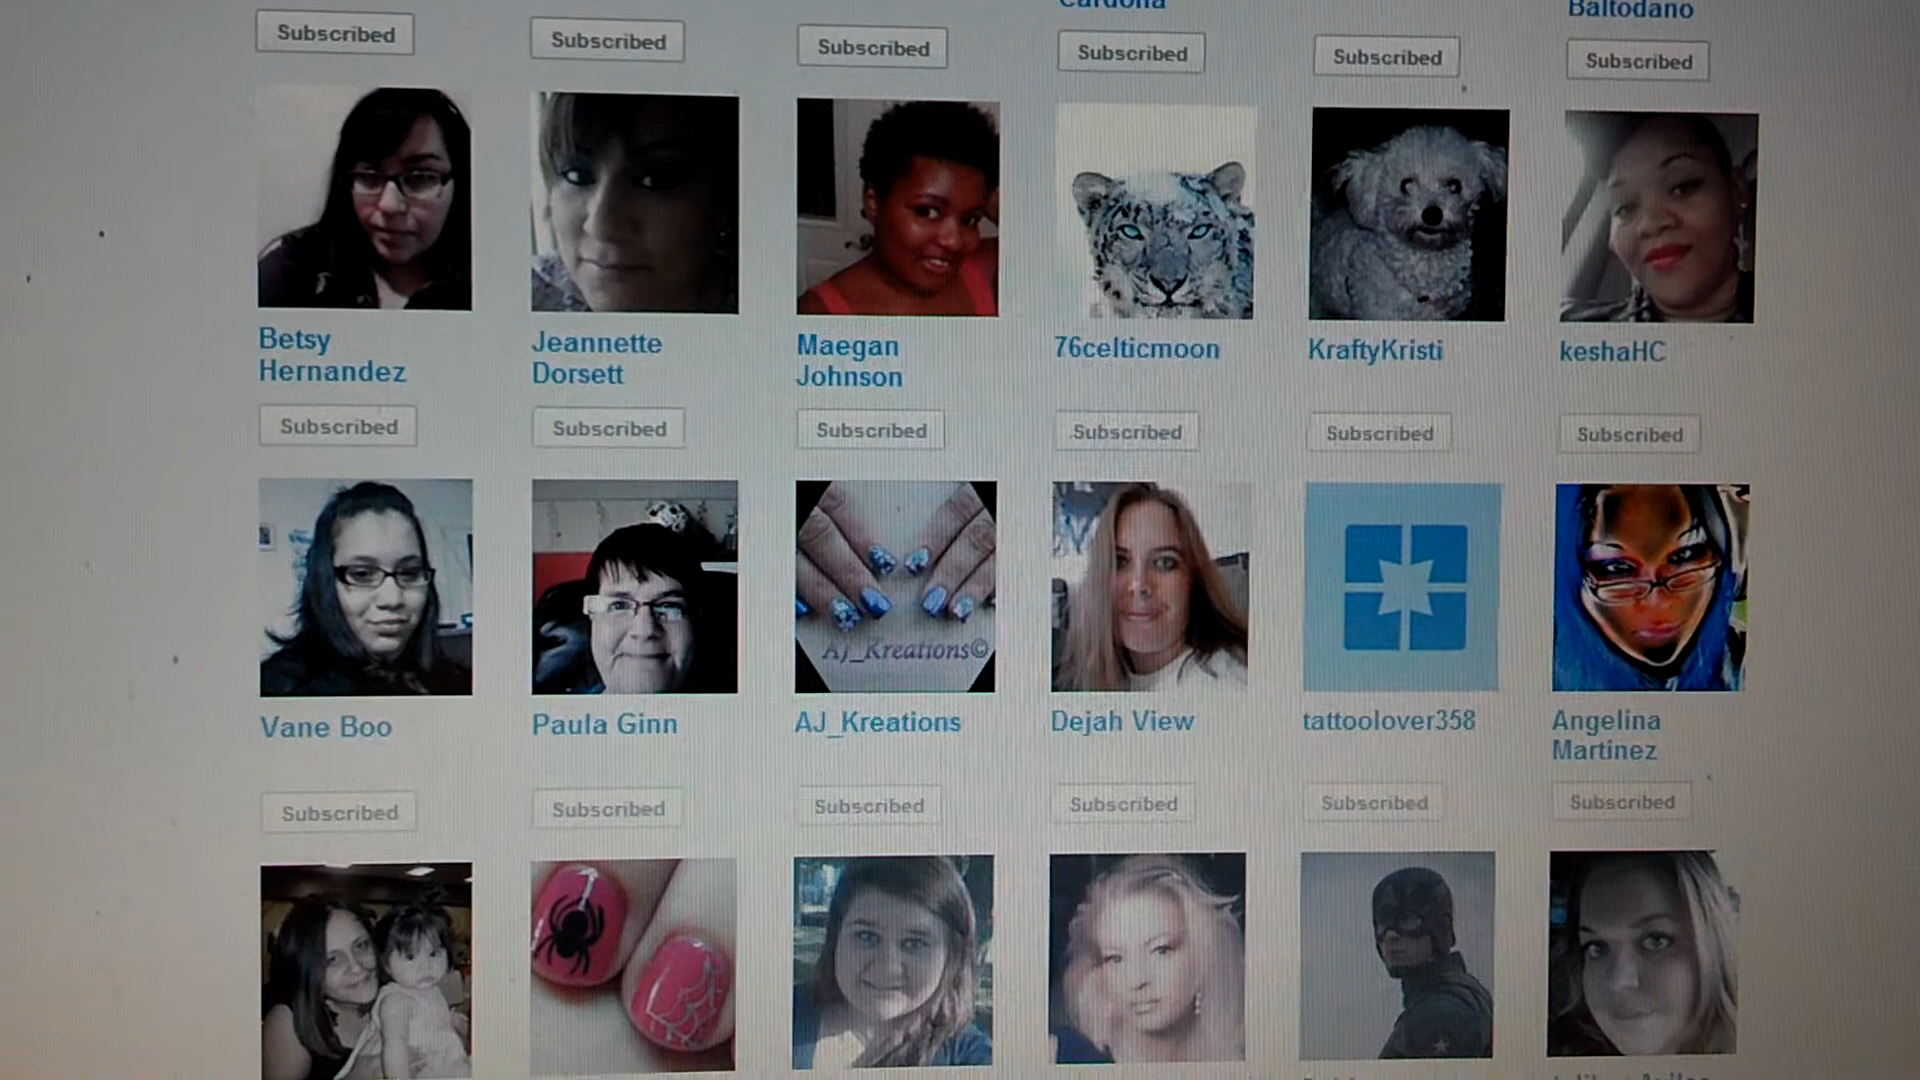 Cardona
Baltodano
Subscribed
Subscribed
Subscribed
Subscribed
Subscribed
Subscribed
Betsy
Hernandez
Jeannette
Dorsett
Maegan
Johnson
76celticmoon
KraftyKristi
keshaHC
Subscribed
Subscribed
Subscribed
Subscribed
Subscribed
Subscribed
AJ_Kreations©
Vane Boo
Paula Ginn
AJ_Kreations
Dejah View
tattoolover358
Angelina
Martinez
Subscribed
Subscribed
Subscribed
Subscribed
Subscribed
Subscribed